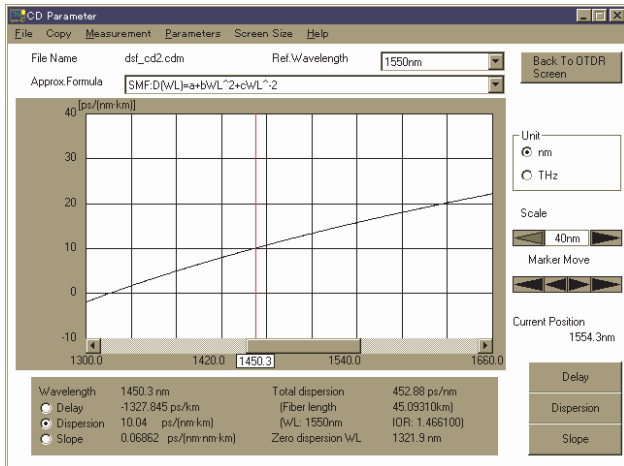 CD Parameter
File Copy Measurement Parameters Screen Size Help
File Name dsf_cd2.cdm Ref.Wavelength 1550nm
Back To OTDR Screen
Approx.Formula SMF:D(WL)=a+bWL^2+cWL^-2
[ps/(nm·km)]
40
30
20
10
0
-10
1300.0 1420.0 1450.3 1540.0 1660.0
Unit
nm
THz
Scale
40nm
Marker Move
Current Position
1554.3nm
Wavelength 1450.3 nm Total dispersion 452.88 ps/nm
Delay -1327.845 ps/km (Fiber length 45.09310km)
Dispersion 10.04 ps/(nm·km) (WL: 1550nm IOR: 1.466100)
Slope 0.06862 ps/(nm·nm·km) Zero dispersion WL 1321.9 nm
Delay
Dispersion
Slope